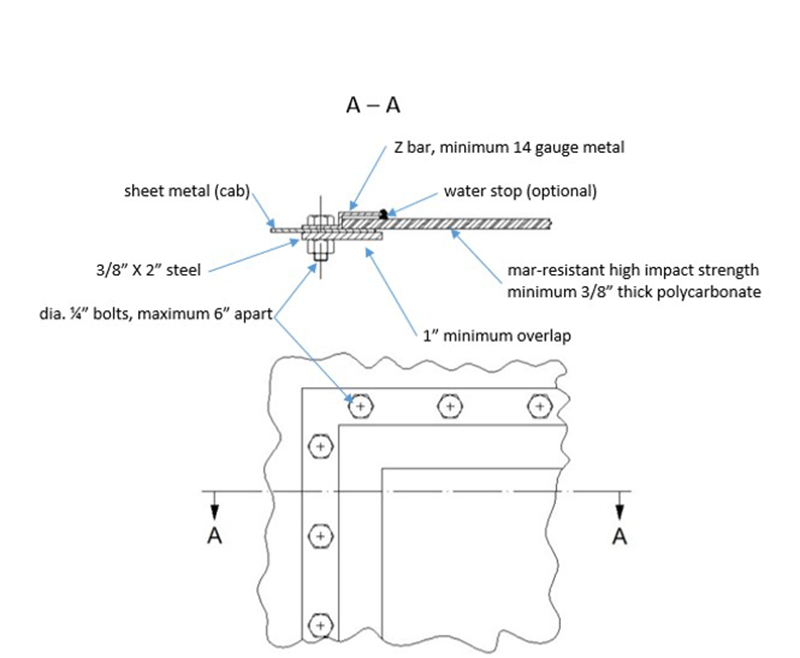 A – A
Z bar, minimum 14 gauge metal
sheet metal (cab)
water stop (optional)
3/8” X 2” steel
mar-resistant high impact strength
minimum 3/8” thick polycarbonate
dia. ¼” bolts, maximum 6” apart
1” minimum overlap
A
A